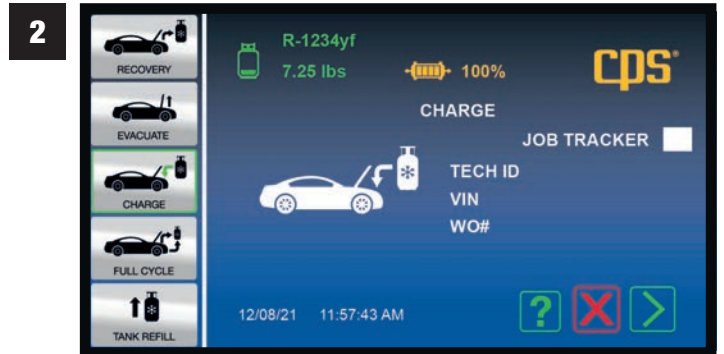 2
RECOVERY
EVACUATE
CHARGE
FULL CYCLE
TANK REFILL
R-1234yf
7.25 lbs
100%
cps®
CHARGE
JOB TRACKER
TECH ID
VIN
WO#
12/08/21 11:57:43 AM
?